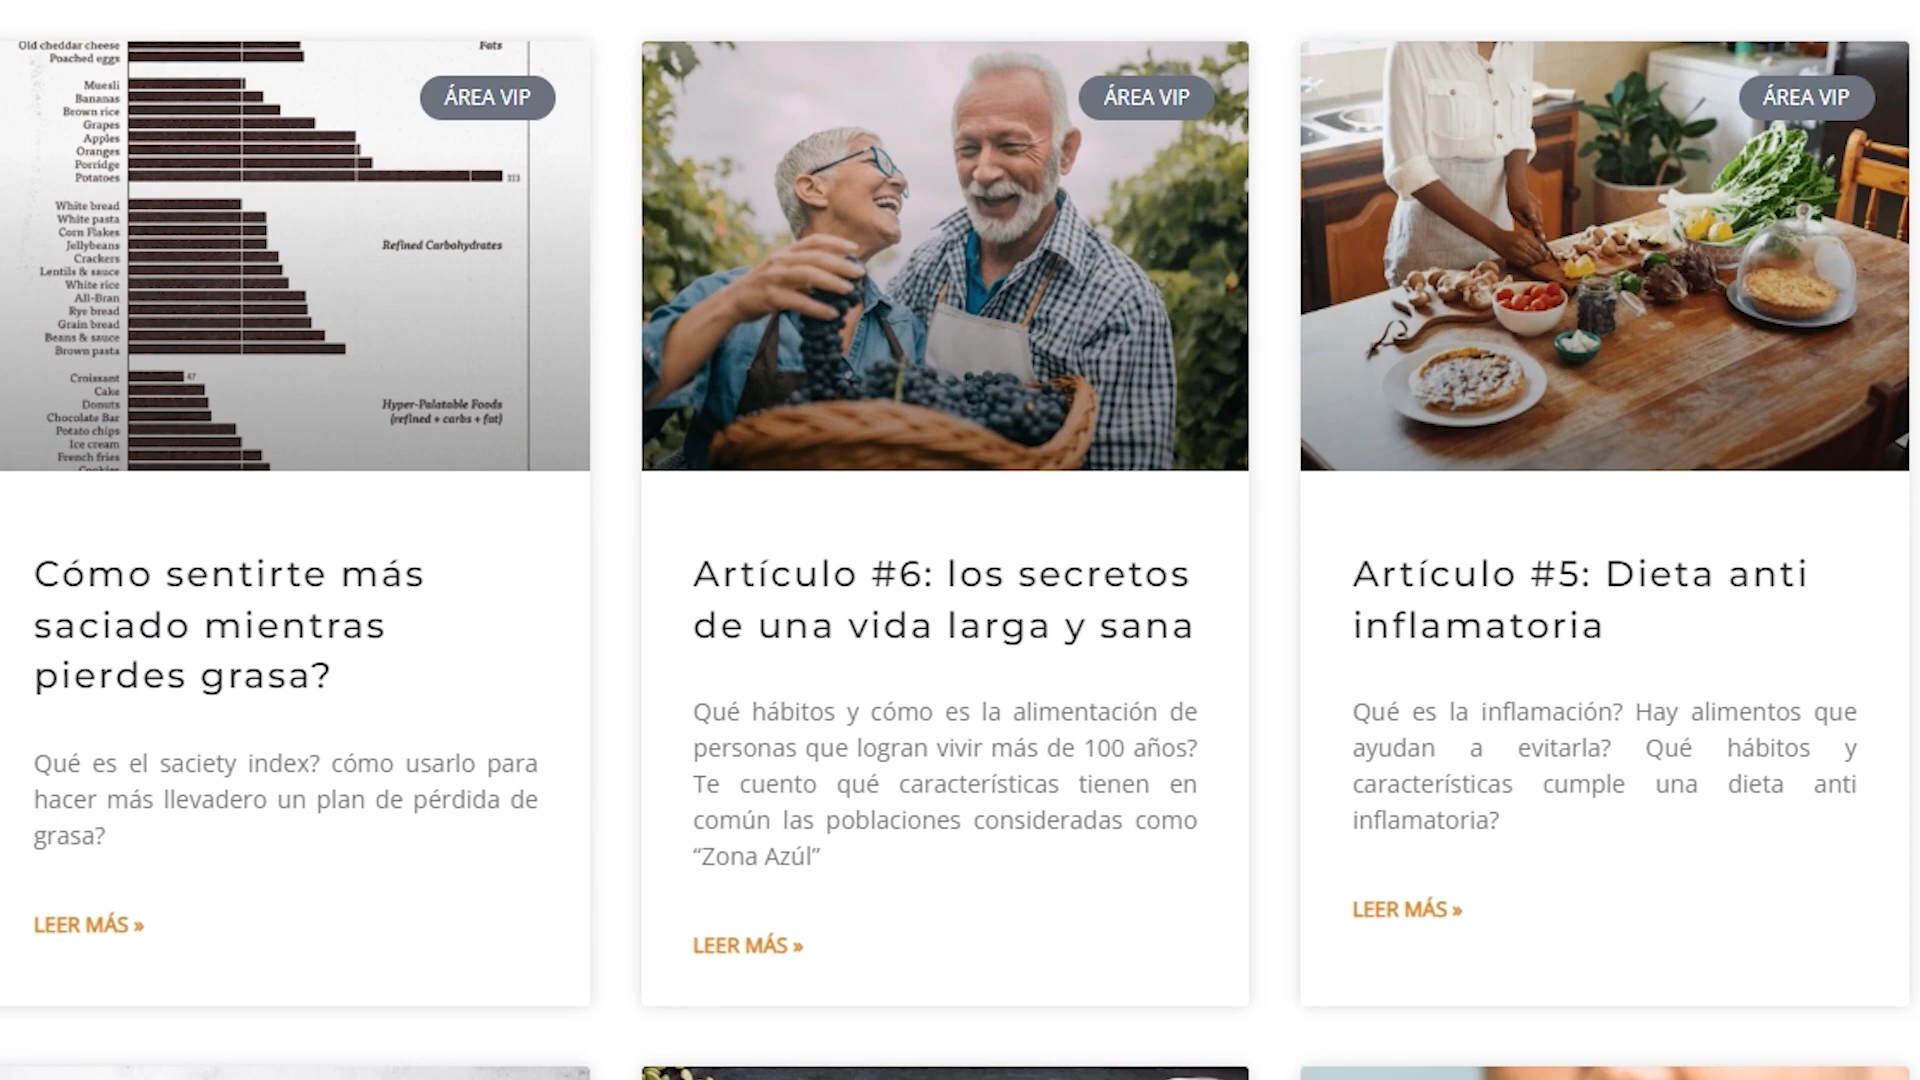 Old cheddar cheese
Poached eggs
Fats
Muesli
Bananas
Brown rice
Grapes
Apples
Oranges
Porridge
Potatoes
323
White bread
White pasta
Corn Flakes
Jellybeans
Crackers
Lentils & sauce
White rice
All-Bran
Rye bread
Grain bread
Beans & sauce
Brown pasta
Refined Carbohydrates
Croissant
47
Cake
Donuts
Chocolate Bar
Potato chips
Ice cream
French fries
Cookies
Hyper-Palatable Foods
(refined + carbs + fat)
ÁREA VIP
Cómo sentirte más
saciado mientras
pierdes grasa?
Qué es el saciety index? cómo usarlo para
hacer más llevadero un plan de pérdida de
grasa?
LEER MÁS »
ÁREA VIP
Artículo #6: los secretos
de una vida larga y sana
Qué hábitos y cómo es la alimentación de
personas que logran vivir más de 100 años?
Te cuento qué características tienen en
común las poblaciones consideradas como
“Zona Azúl”
LEER MÁS »
ÁREA VIP
Artículo #5: Dieta anti
inflamatoria
Qué es la inflamación? Hay alimentos que
ayudan a evitarla? Qué hábitos y
características cumple una dieta anti
inflamatoria?
LEER MÁS »